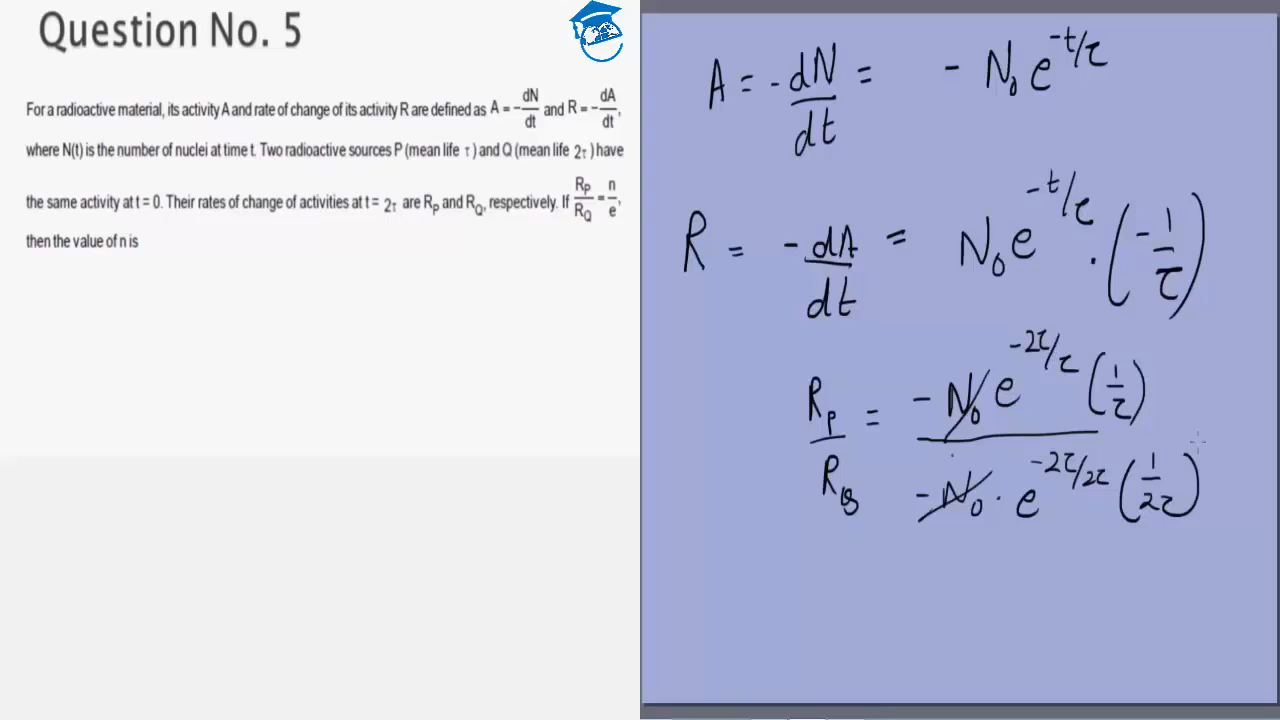 Question No. 5
For a radioactive material, its activity A and rate of change of its activity R are defined as A = -dN/dt and R = -dA/dt,
where N(t) is the number of nuclei at time t. Two radioactive sources P (mean life τ) and Q (mean life 2τ) have
the same activity at t = 0. Their rates of change of activities at t = 2τ are R_P and R_Q, respectively. If R_P/R_Q = n/e,
then the value of n is
A = -dN/dt = - N₀ e^(-t/τ)
R = -dA/dt = N₀ e^(-t/τ) . (-1/τ)
R_P/R_Q = -N₀ e^(-2τ/τ) (1/τ) / -N₀ · e^(-2τ/2τ) (1/2τ)